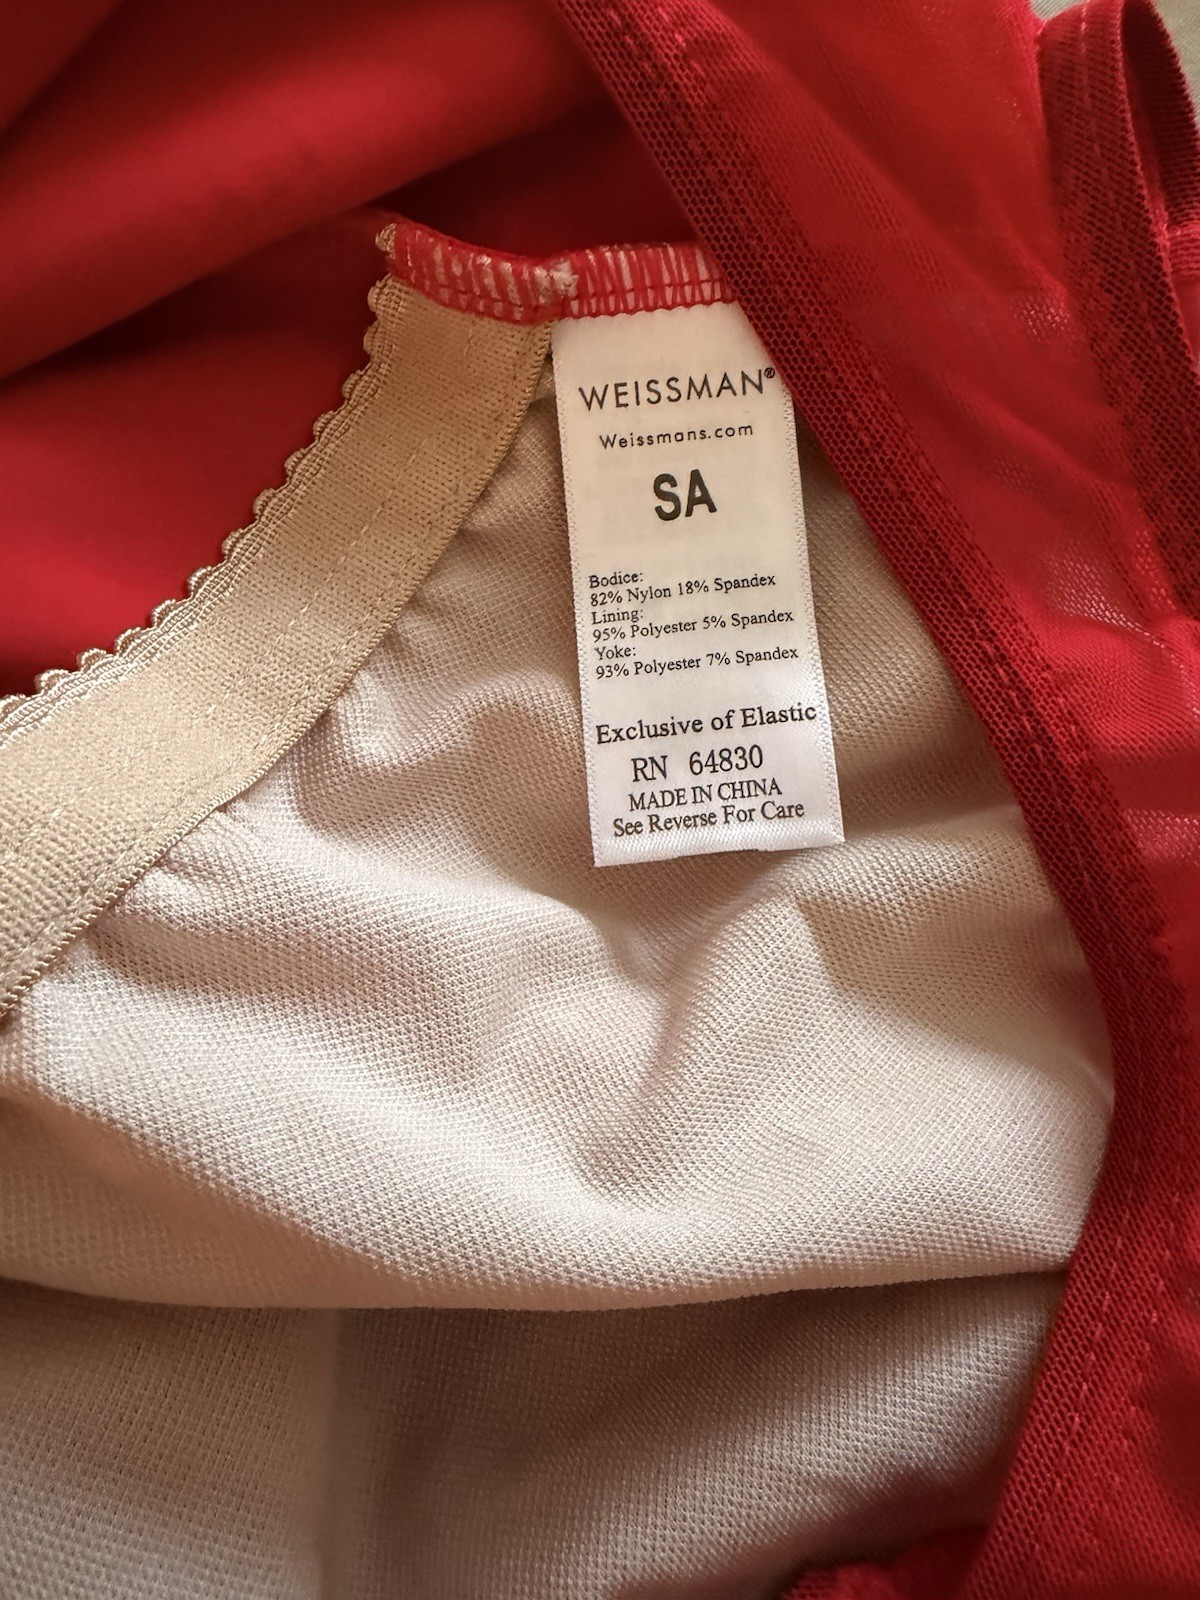 WEISSMAN®
Weissmans.com
SA
Bodice:
82% Nylon 18% Spandex
Lining:
95% Polyester 5% Spandex
Yoke:
93% Polyester 7% Spandex
Exclusive of Elastic
RN 64830
MADE IN CHINA
See Reverse For Care